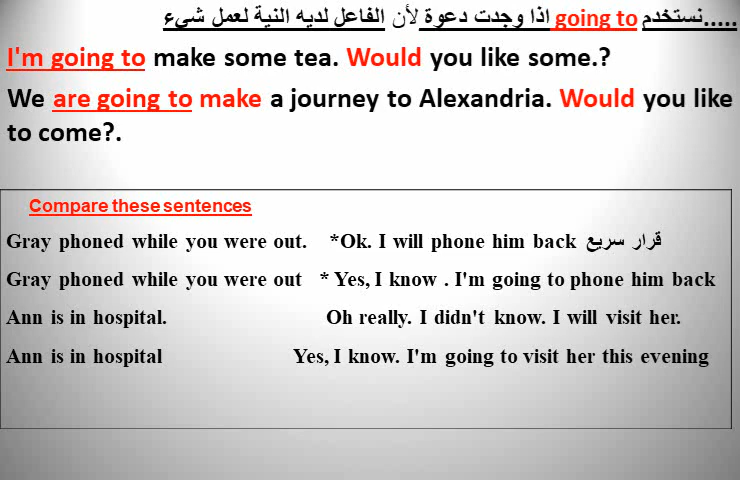 .....نستخدم going to اذا وجدت دعوة لأن الفاعل لديه النية لعمل شيء
I'm going to make some tea. Would you like some.?
We are going to make a journey to Alexandria. Would you like
to come?.
Compare these sentences
Gray phoned while you were out. *Ok. I will phone him back قرار سريع
Gray phoned while you were out * Yes, I know . I'm going to phone him back
Ann is in hospital. Oh really. I didn't know. I will visit her.
Ann is in hospital Yes, I know. I'm going to visit her this evening